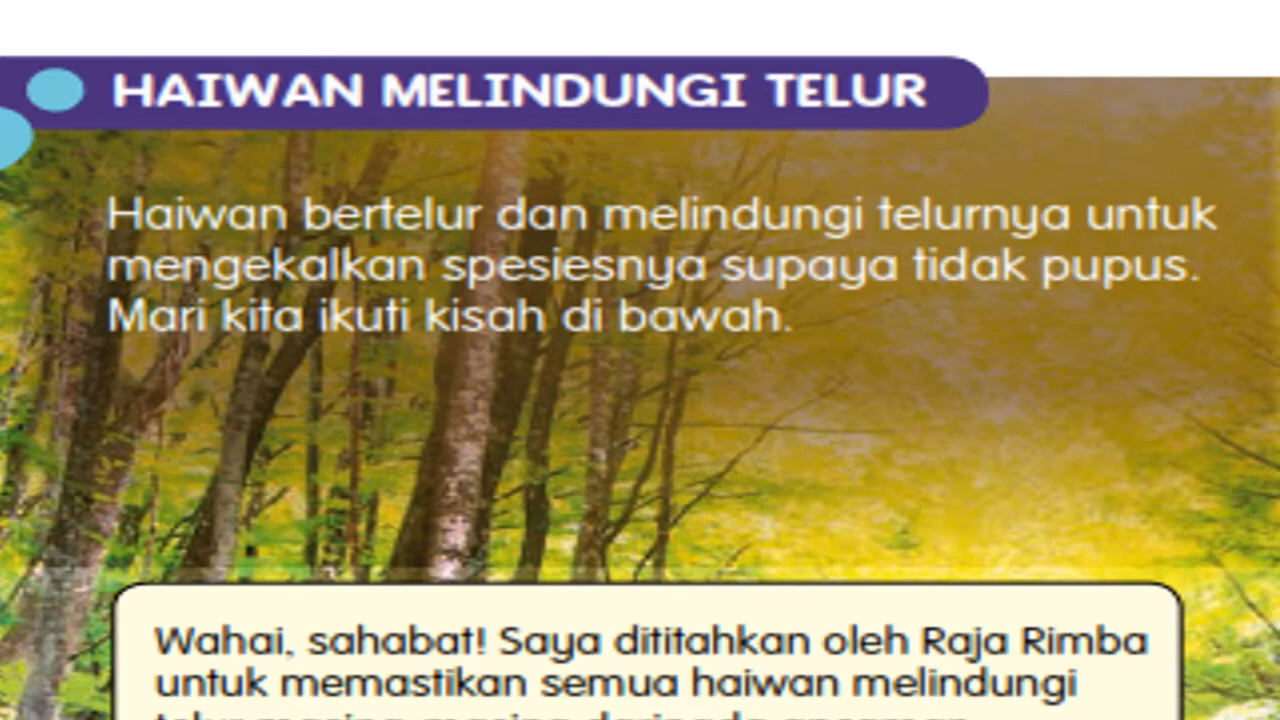 HAIWAN MELINDUNGI TELUR
Haiwan bertelur dan melindungi telurnya untuk
mengekalkan spesiesnya supaya tidak pupus.
Mari kita ikuti kisah di bawah.
Wahai, sahabat! Saya dititahkan oleh Raja Rimba
untuk memastikan semua haiwan melindungi